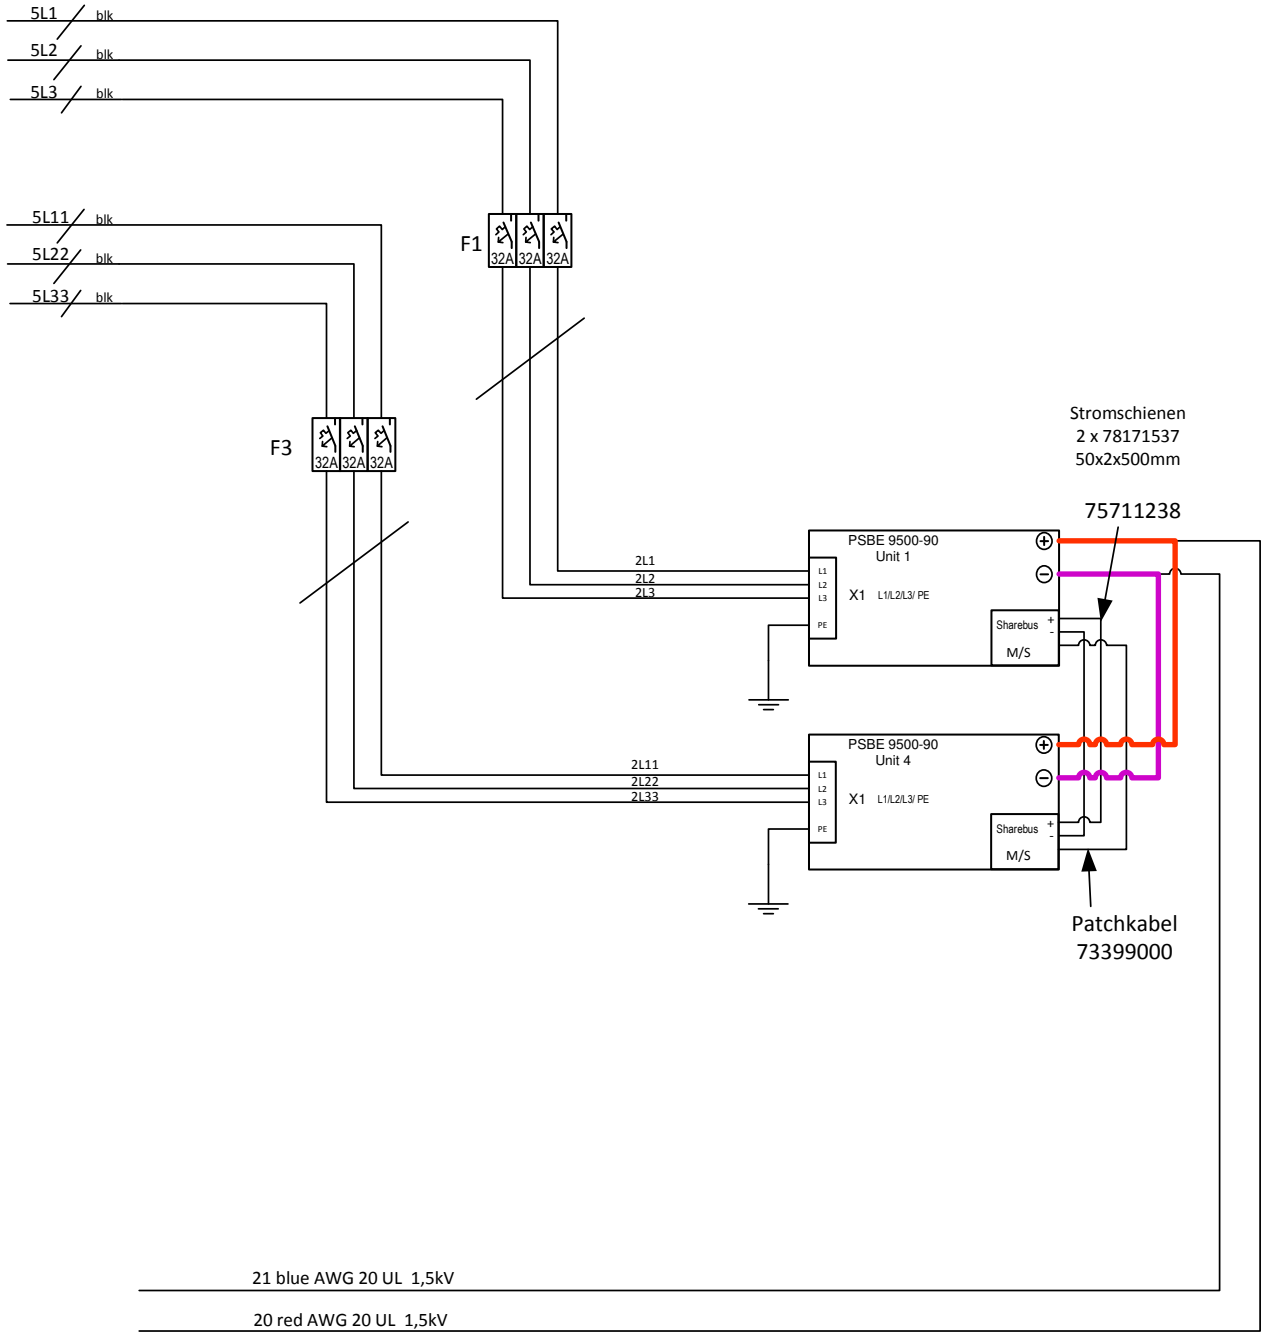 5L1 blk
5L2 blk
5L3 blk
5L11 blk
5L22 blk
5L33 blk
F1
32A 32A 32A
F3
32A 32A 32A
Stromschienen
2 x 78171537
50x2x500mm
75711238
PSBE 9500-90
Unit 1
2L1
2L2
2L3
L1
L2
L3
PE
X1 L1/L2/L3/ PE
Sharebus + -
M/S
PSBE 9500-90
Unit 4
2L11
2L22
2L33
L1
L2
L3
PE
X1 L1/L2/L3/ PE
Sharebus + -
M/S
Patchkabel
73399000
21 blue AWG 20 UL 1,5kV
20 red AWG 20 UL 1,5kV